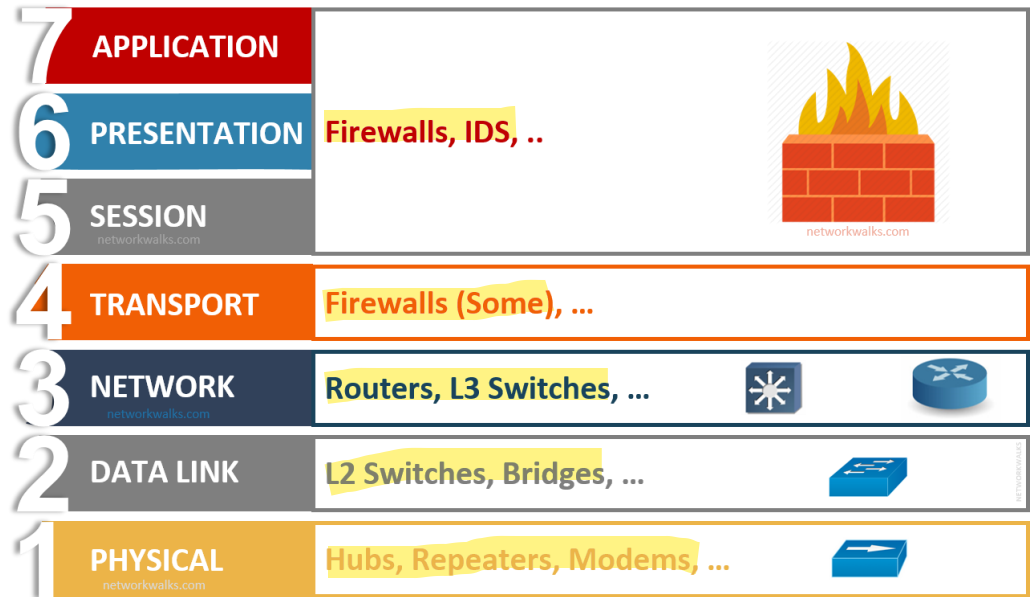 7 APPLICATION
6 PRESENTATION
Firewalls, IDS, ..
networkwalks.com
5 SESSION
networkwalks.com
4 TRANSPORT
Firewalls (Some), ...
3 NETWORK
networkwalks.com
Routers, L3 Switches, ...
2 DATA LINK
L2 Switches, Bridges, ...
NETWORKWALKS
1 PHYSICAL
networkwalks.com
Hubs, Repeaters, Modems, ...